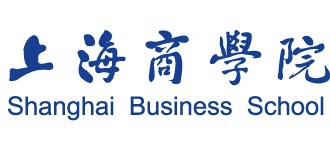 上海商學院
Shanghai Business School